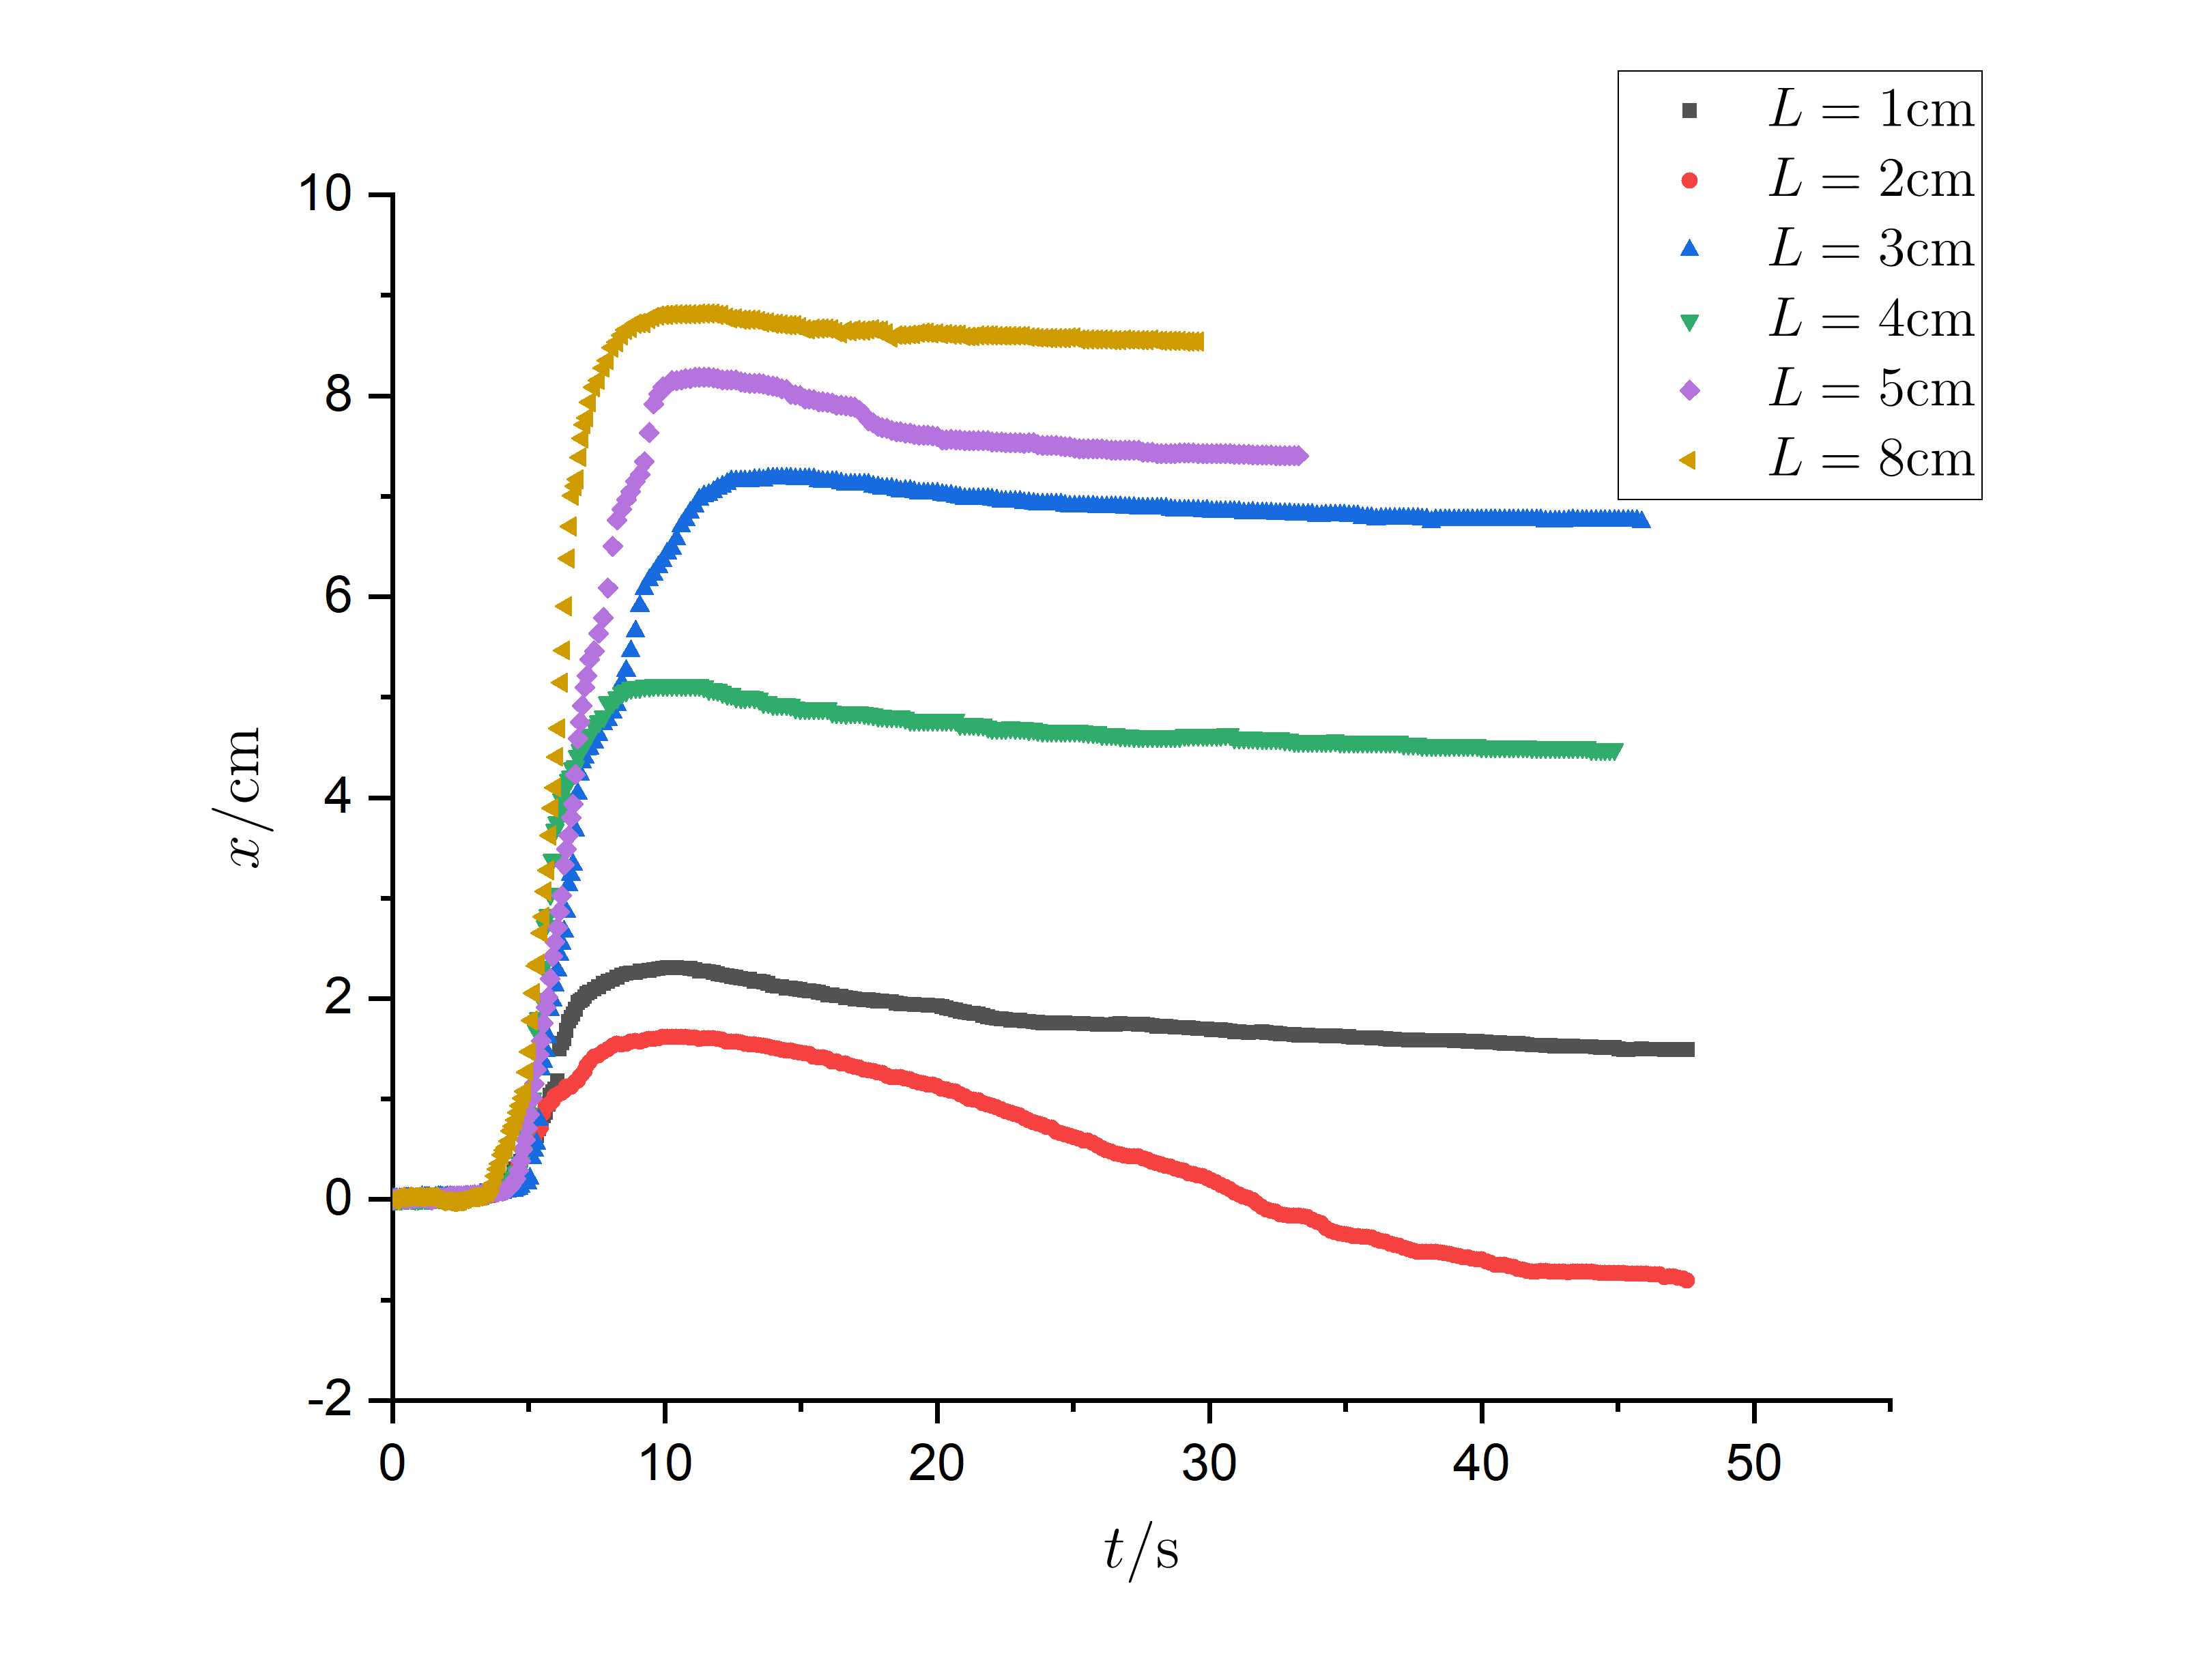 L = 1cm
L = 2cm
L = 3cm
L = 4cm
L = 5cm
L = 8cm
10
8
6
4
2
0
-2
x/cm
0 10 20 30 40 50
t/s